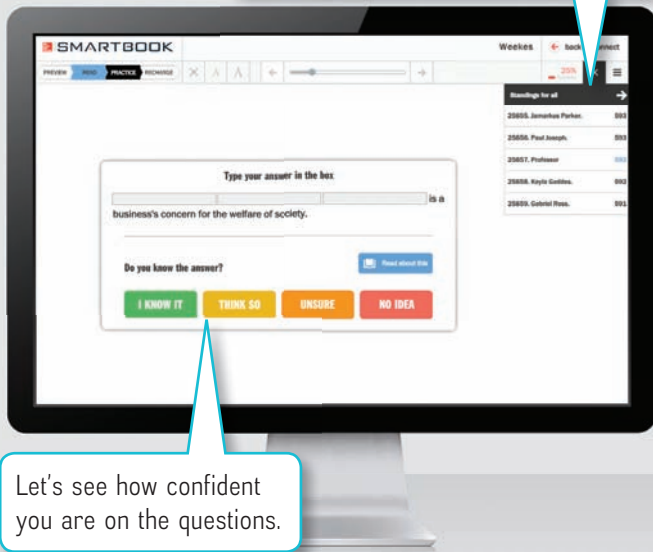 SMARTBOOK
Weekes
back
nnect
PREVIEW READ PRACTICE RECHARGE
A A
25%
Standings for all
25655. Jamarkus Parker. 593
25656. Paul Joseph. 593
25657. Professor
25658. Kayla Geddes. 592
25659. Gabriel Ross. 591
Type your answer in the box
is a
business's concern for the welfare of society.
Do you know the answer?
Read about this
I KNOW IT
THINK SO
UNSURE
NO IDEA
Let's see how confident
you are on the questions.